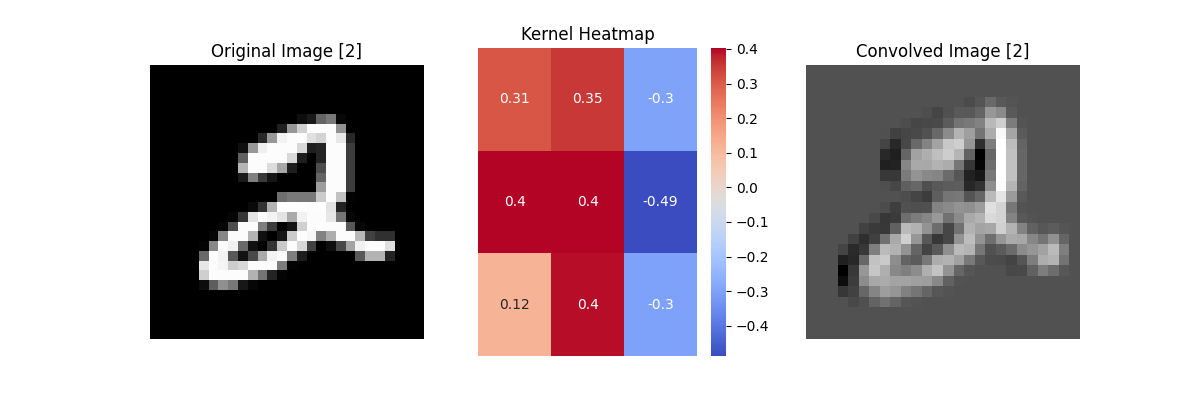 Original Image [2]
Kernel Heatmap
Convolved Image [2]
0.31 0.35 -0.3
0.4 0.4 -0.49
0.12 0.4 -0.3
0.4
0.3
0.2
0.1
0.0
−0.1
−0.2
−0.3
−0.4
2
2